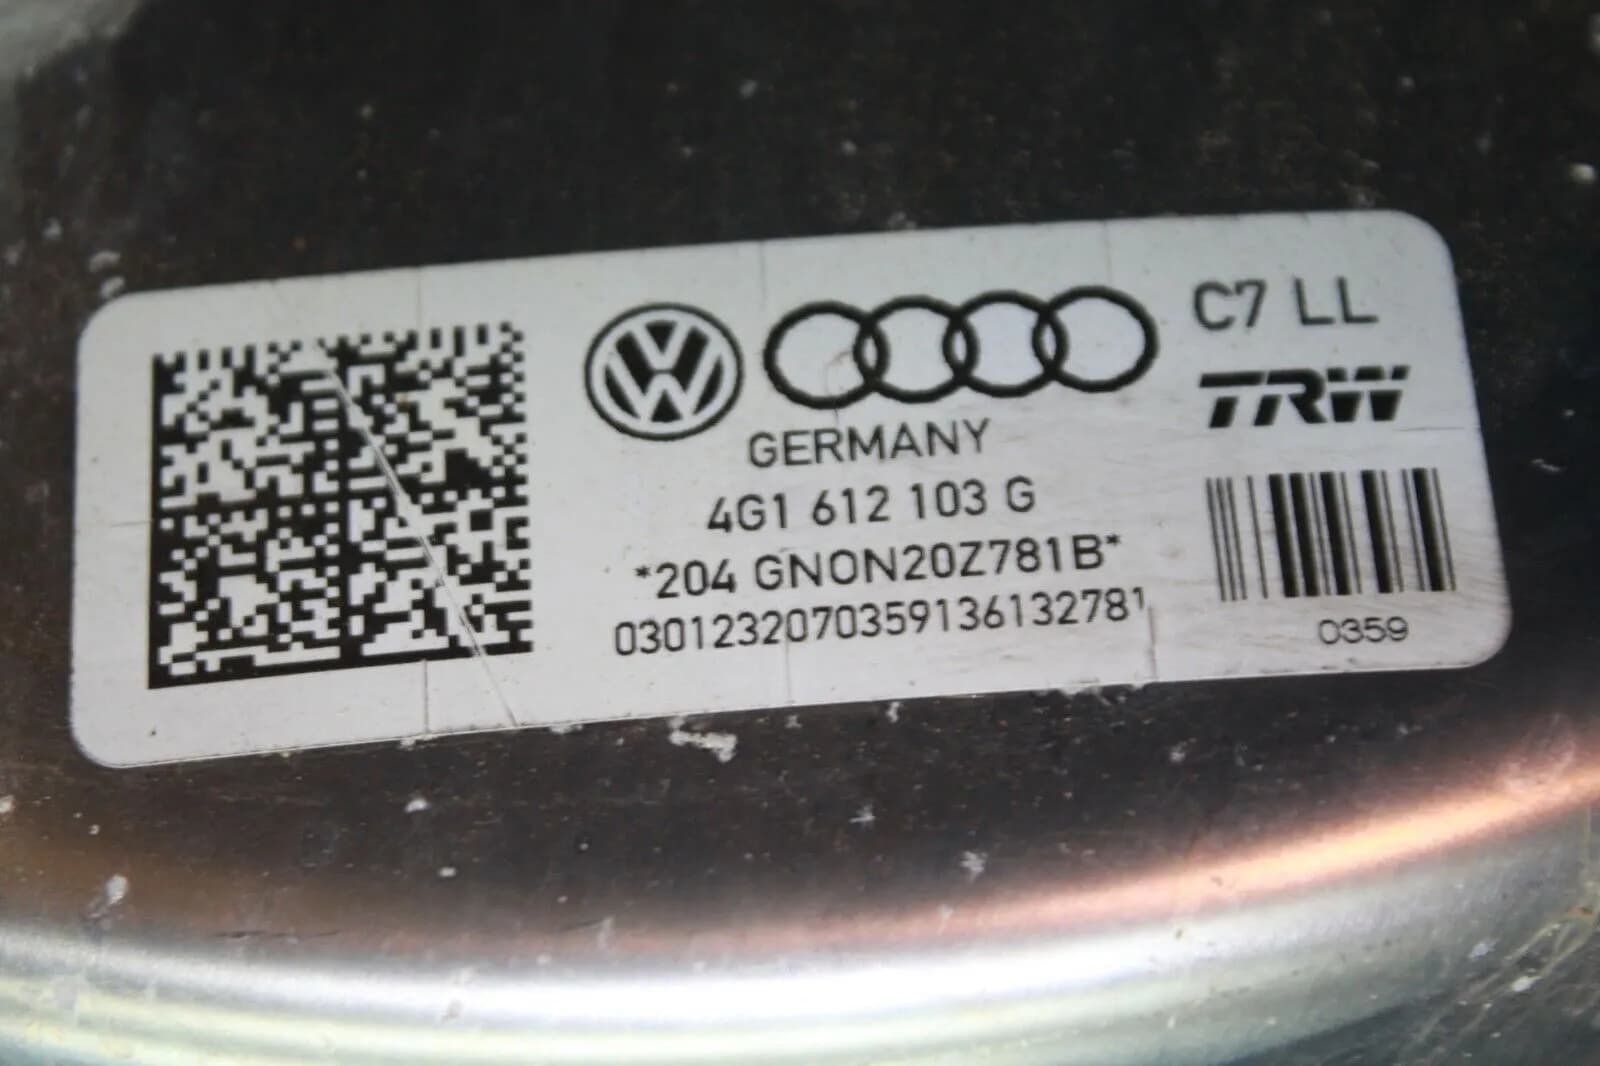 C7 LL
TRW
GERMANY
4G1 612 103 G
*204 GNON20Z781B*
0301232070359136132781
0359